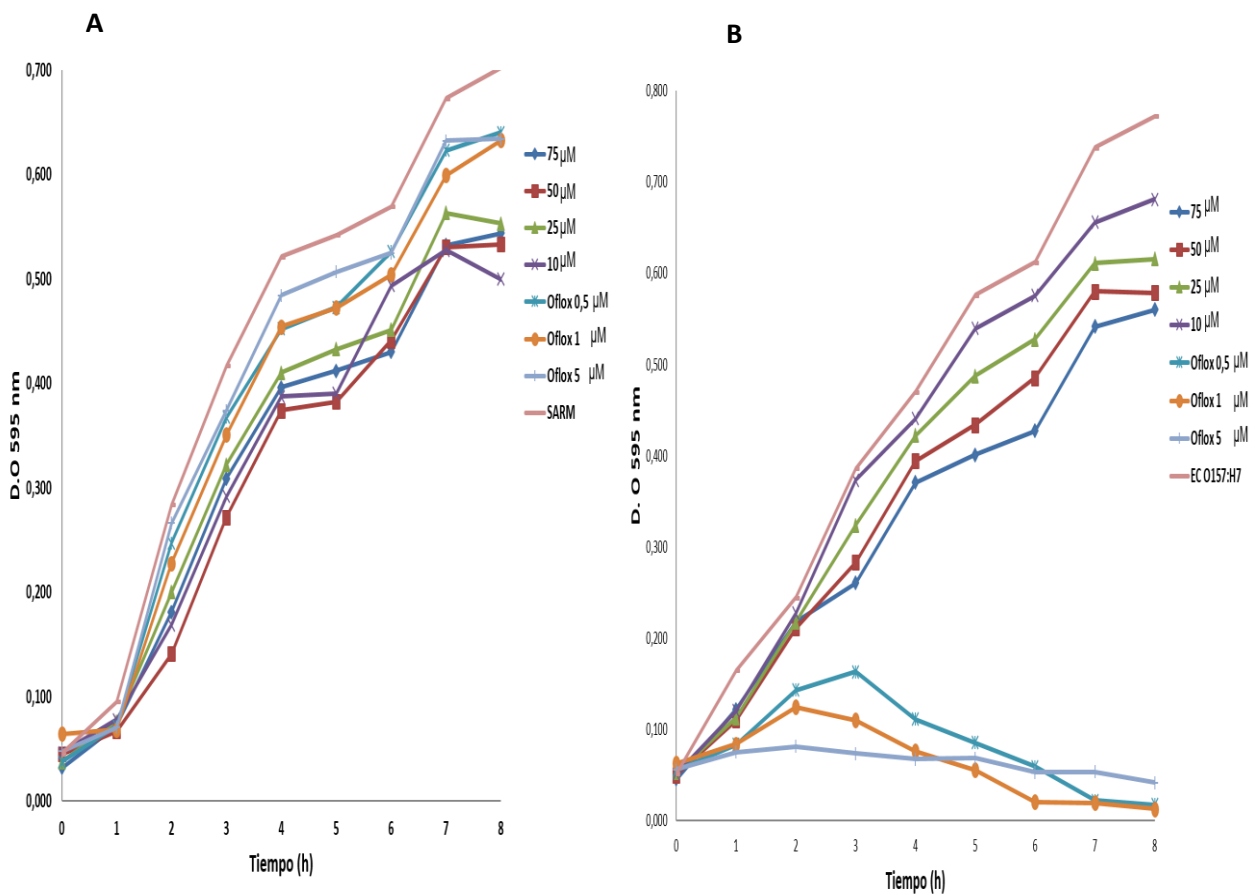 A
D.O 595 nm
0,700
0,600
0,500
0,400
0,300
0,200
0,100
0,000
0 1 2 3 4 5 6 7 8
Tiempo (h)
75 µM
50 µM
25 µM
10 µM
Oflox 0,5 µM
Oflox 1 µM
Oflox 5 µM
SARM
B
D. O 595 nm
0,800
0,700
0,600
0,500
0,400
0,300
0,200
0,100
0,000
0 1 2 3 4 5 6 7 8
Tiempo (h)
75 µM
50 µM
25 µM
10 µM
Oflox 0,5 µM
Oflox 1 µM
Oflox 5 µM
EC O157:H7